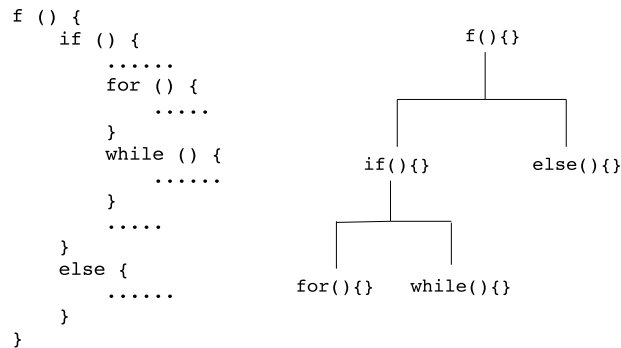 f () {
if () {
......
for () {
.....
}
while () {
......
}
.....
}
else {
......
}
}
f(){}
if(){} else(){}
for(){} while(){}